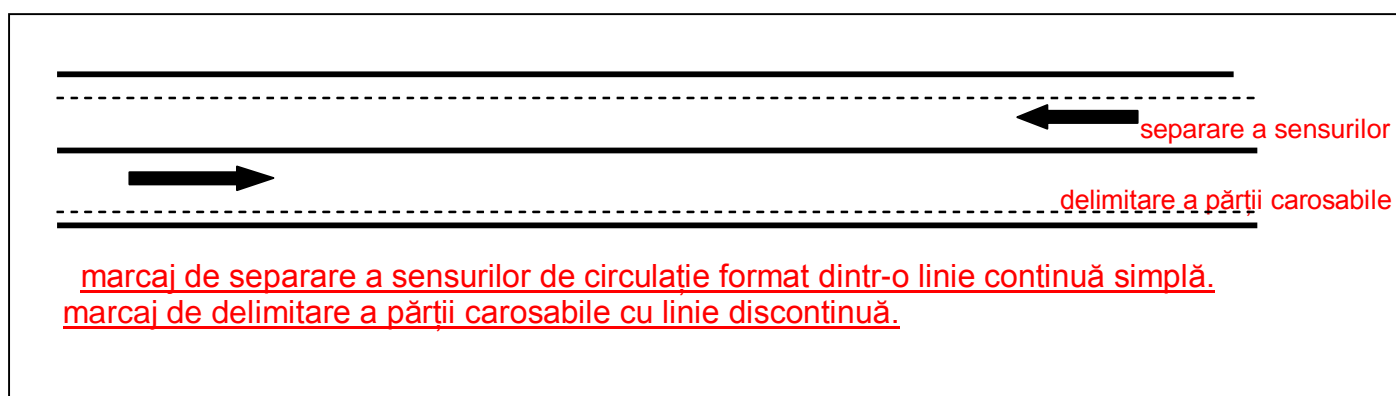 separare a sensurilor
delimitare a părții carosabile
marcaj de separare a sensurilor de circulație format dintr-o linie continuă simplă.
marcaj de delimitare a părții carosabile cu linie discontinuă.